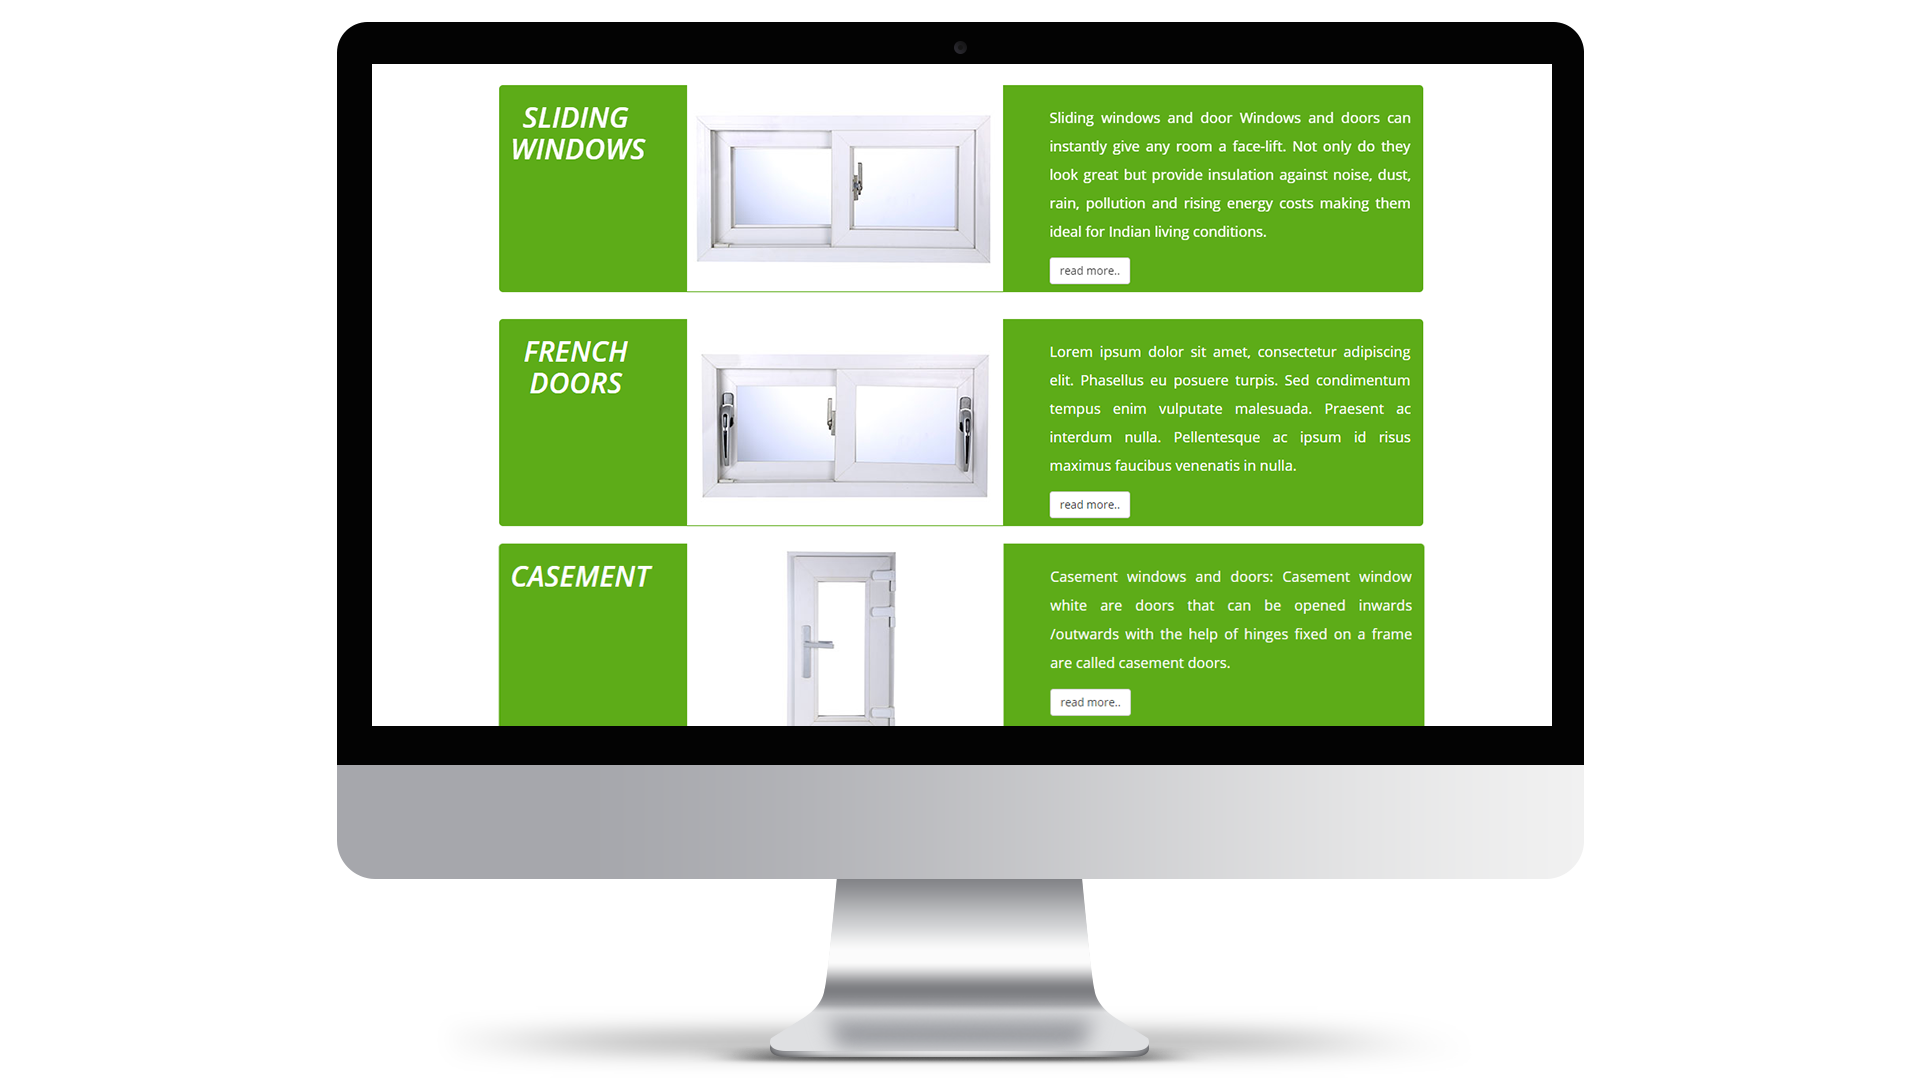 SLIDING
WINDOWS
Sliding windows and door Windows and doors can
instantly give any room a face-lift. Not only do they
look great but provide insulation against noise, dust,
rain, pollution and rising energy costs making them
ideal for Indian living conditions.
read more..
FRENCH
DOORS
Lorem ipsum dolor sit amet, consectetur adipiscing
elit. Phasellus eu posuere turpis. Sed condimentum
tempus enim vulputate malesuada. Praesent ac
interdum nulla. Pellentesque ac ipsum id risus
maximus faucibus venenatis in nulla.
read more..
CASEMENT
Casement windows and doors: Casement window
white are doors that can be opened inwards
/outwards with the help of hinges fixed on a frame
are called casement doors.
read more..